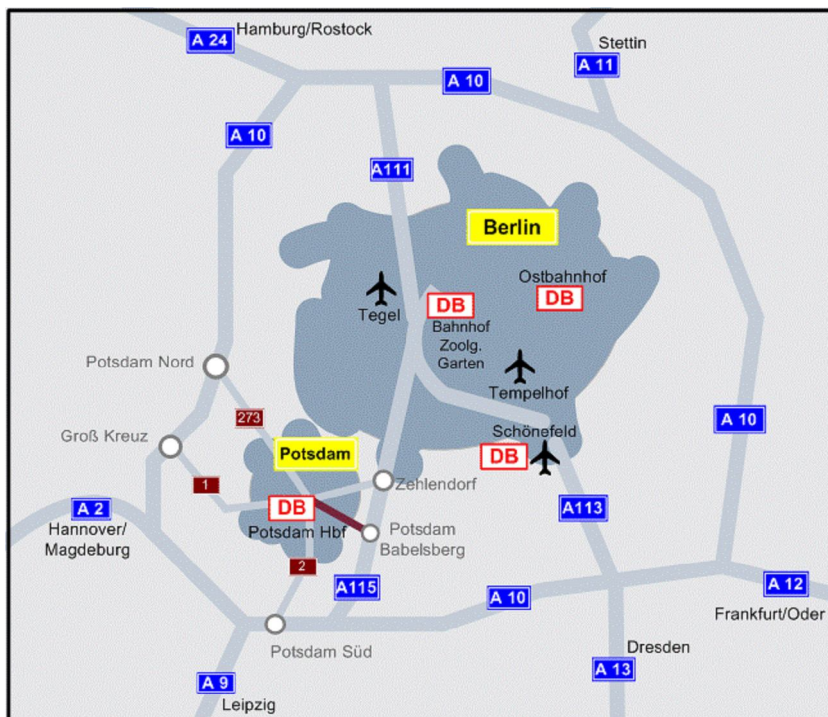 Hamburg/Rostock
A 24
Stettin
A 11
A 10
A 10
A111
Berlin
Ostbahnhof
DB
DB
Tegel
Bahnhof
Zoolg.
Garten
Potsdam Nord
Tempelhof
273
Groß Kreuz
Schönefeld
A 10
Potsdam
DB
1
Zehlendorf
A 2
DB
A113
Hannover/
Magdeburg
Potsdam Hbf
Potsdam
Babelsberg
2
A115
A 10
A 12
Frankfurt/Oder
Potsdam Süd
Dresden
A 13
A 9
Leipzig